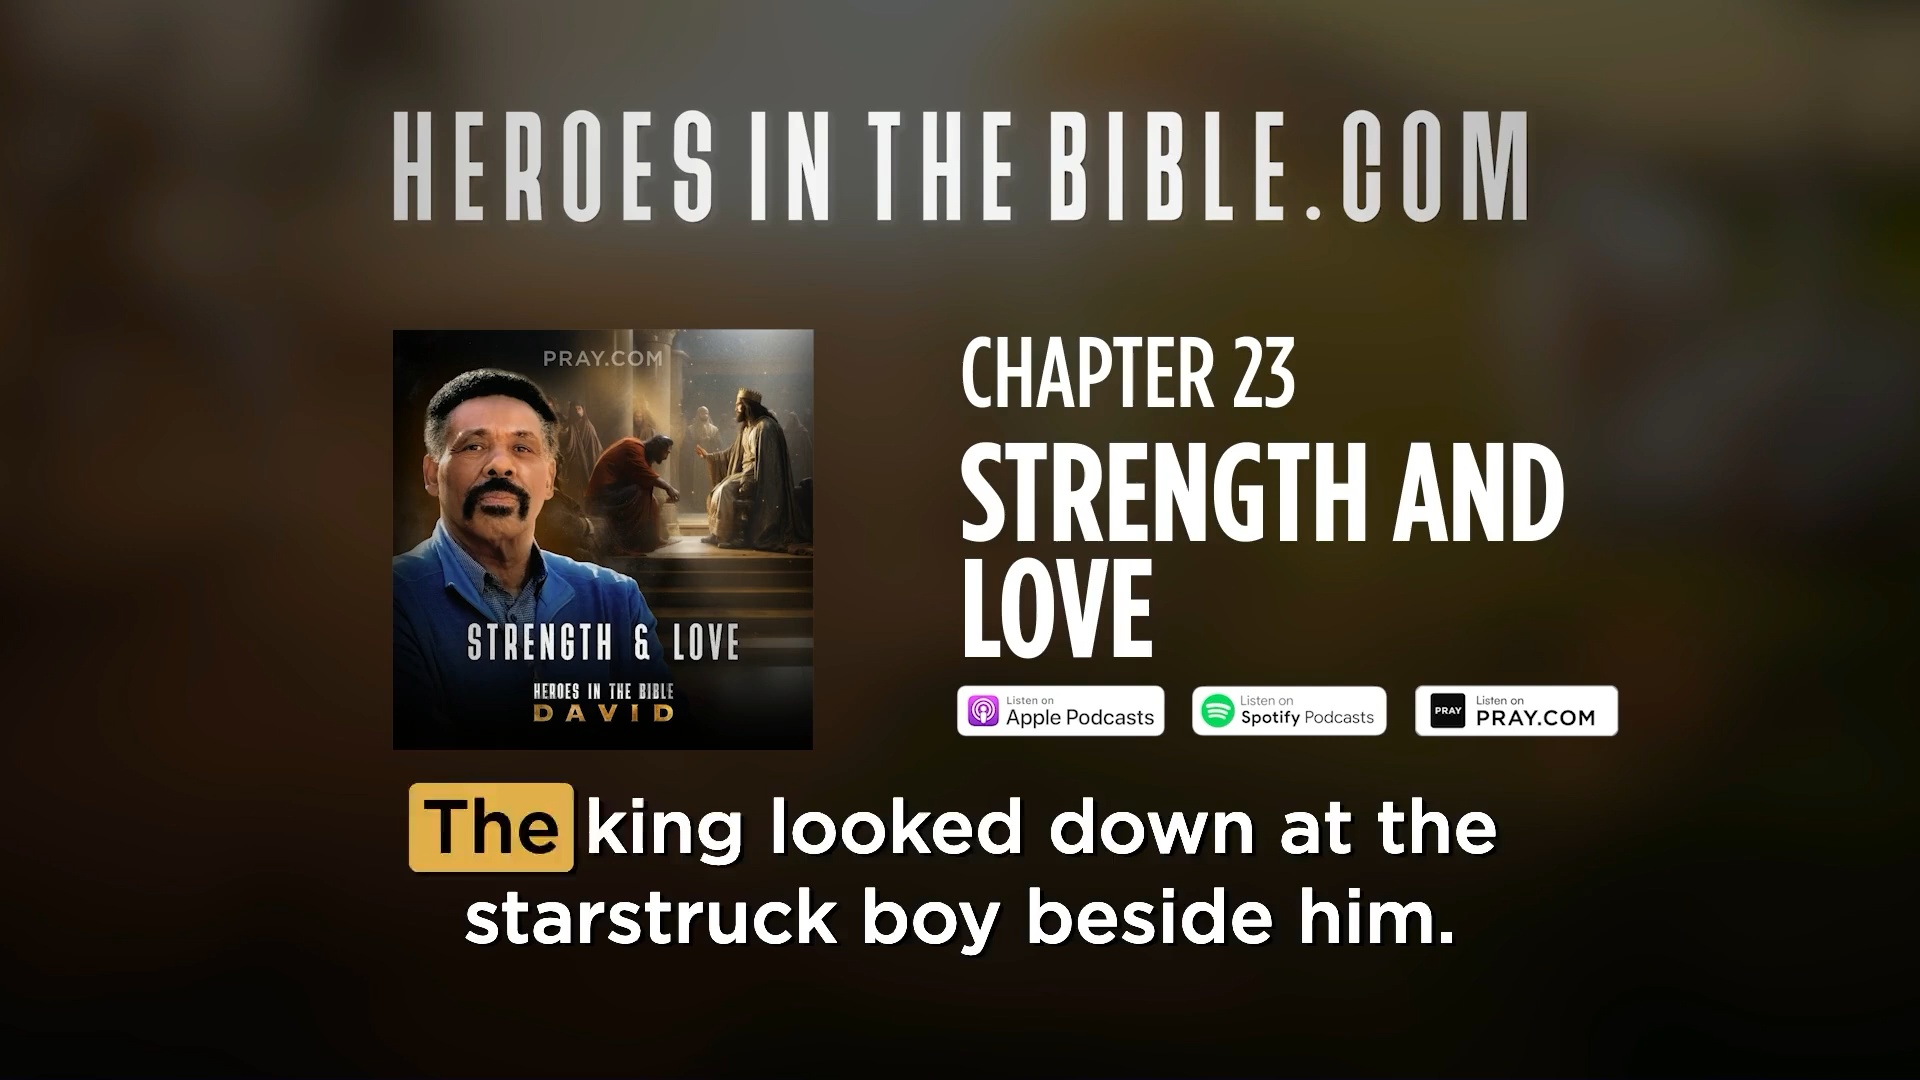 HEROES IN THE BIBLE.COM
PRAY.COM
STRENGTH & LOVE
HEROES IN THE BIBLE
DAVID
CHAPTER 23
STRENGTH AND
LOVE
Listen on
Apple Podcasts
Listen on
Spotify Podcasts
PRAY
Listen on
PRAY.COM
The king looked down at the
starstruck boy beside him.